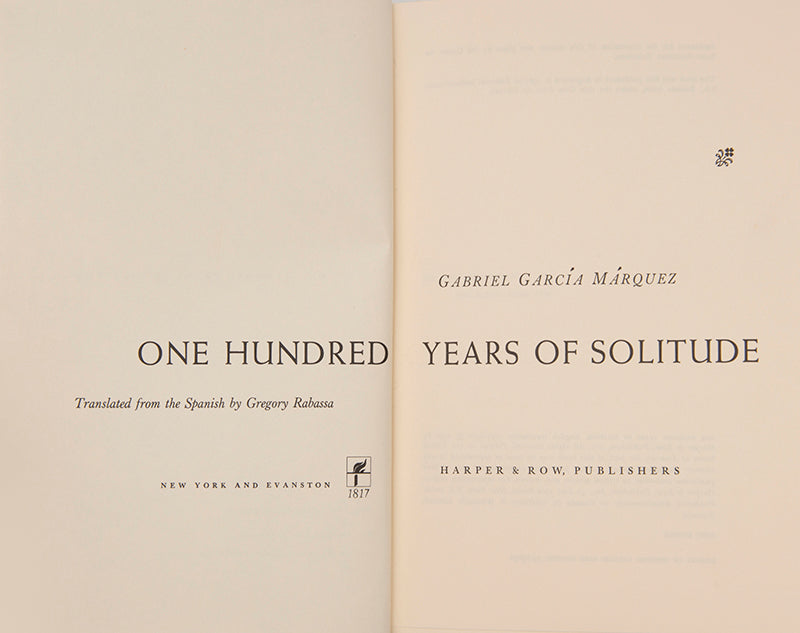 GABRIEL GARCÍA MÁRQUEZ
ONE HUNDRED YEARS OF SOLITUDE
Translated from the Spanish by Gregory Rabassa
HARPER & ROW, PUBLISHERS
NEW YORK AND EVANSTON
1817